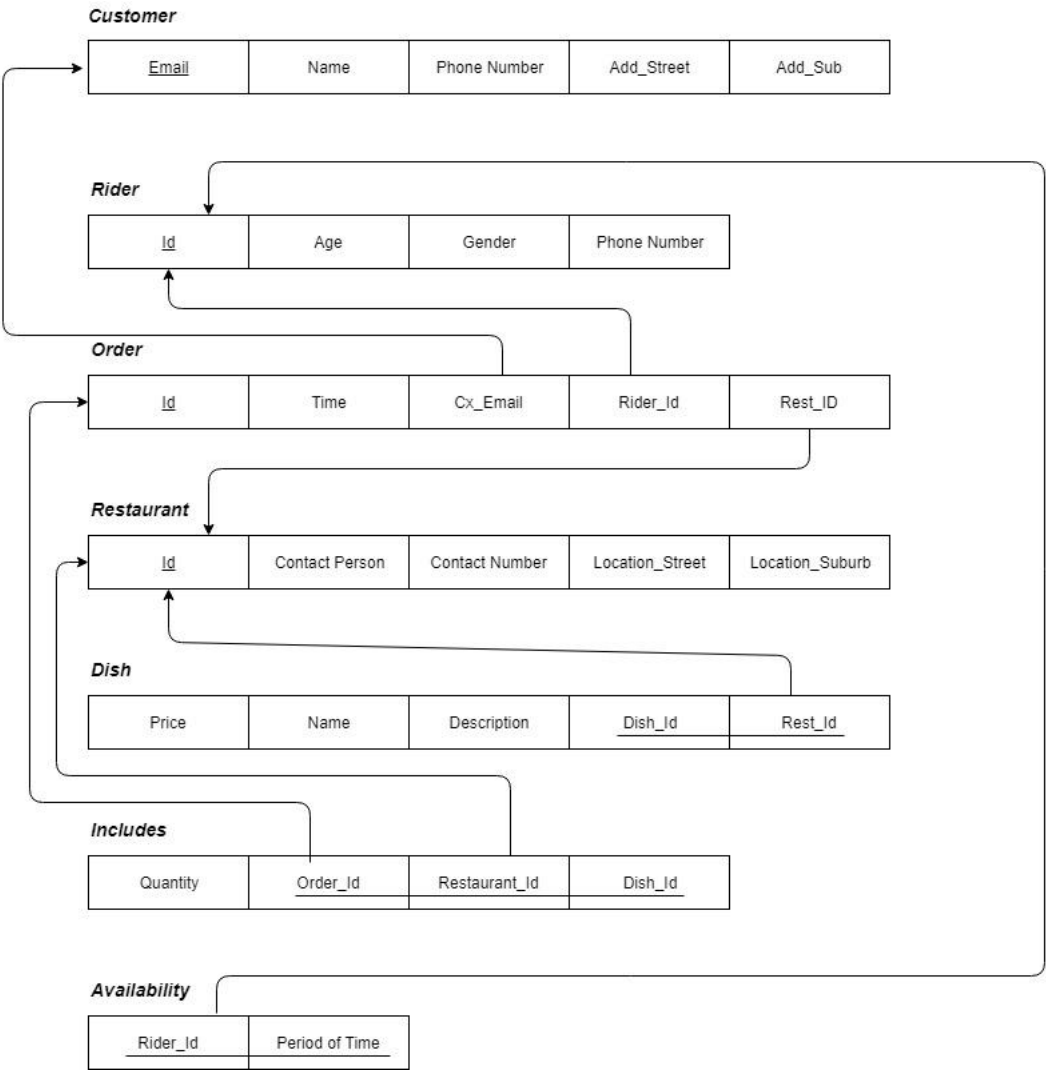 Customer
Email Name Phone Number Add_Street Add_Sub
Rider
Id Age Gender Phone Number
Order
Id Time Cx_Email Rider_Id Rest_ID
Restaurant
Id Contact Person Contact Number Location_Street Location_Suburb
Dish
Price Name Description Dish_Id Rest_Id
Includes
Quantity Order_Id Restaurant_Id Dish_Id
Availability
Rider_Id Period of Time